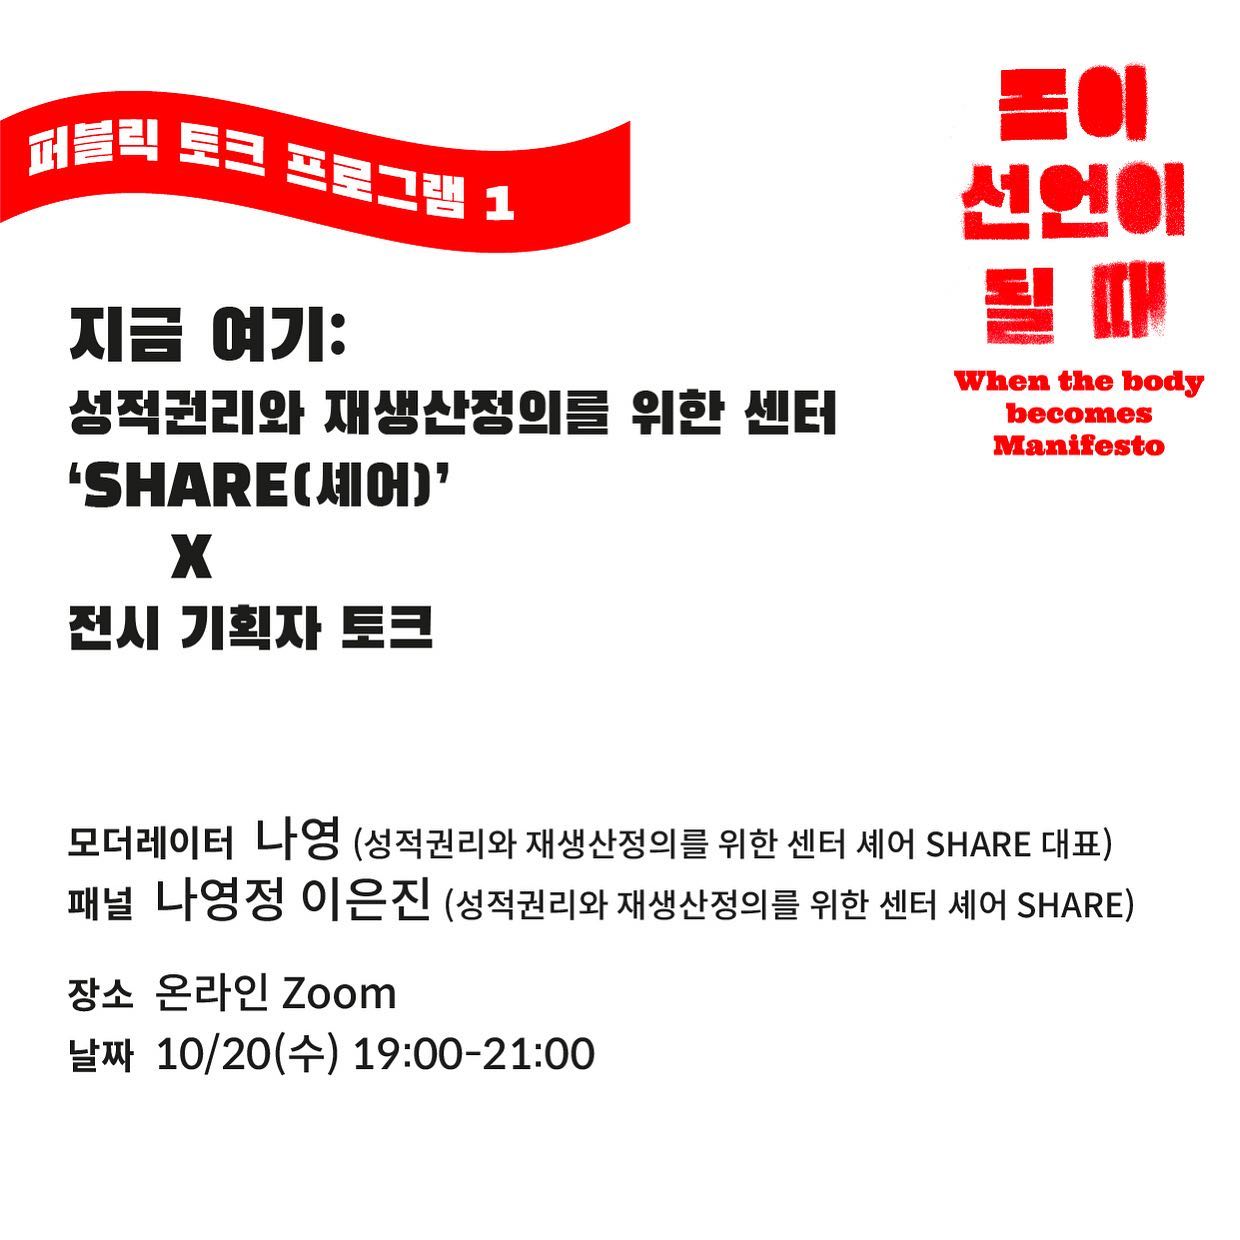 퍼블릭 토크 프로그램 1
몸이
선언이
될 때
When the body
becomes
Manifesto
지금 여기:
성적권리와 재생산정의를 위한 센터
‘SHARE(셰어)’
X
전시 기획자 토크
모더레이터 나영 (성적권리와 재생산정의를 위한 센터 셰어 SHARE 대표)
패널 나영정 이은진 (성적권리와 재생산정의를 위한 센터 셰어 SHARE)
장소 온라인 Zoom
날짜 10/20(수) 19:00-21:00